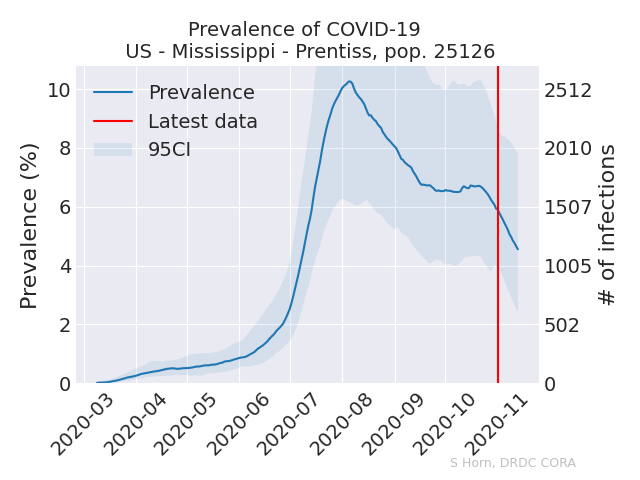 Prevalence of COVID-19
US - Mississippi - Prentiss, pop. 25126
Prevalence
Latest data
95CI
Prevalence (%)
10
8
6
4
2
0
2512
2010
1507
1005
502
0
# of infections
2020-03
2020-04
2020-05
2020-06
2020-07
2020-08
2020-09
2020-10
2020-11
S Horn, DRDC CORA